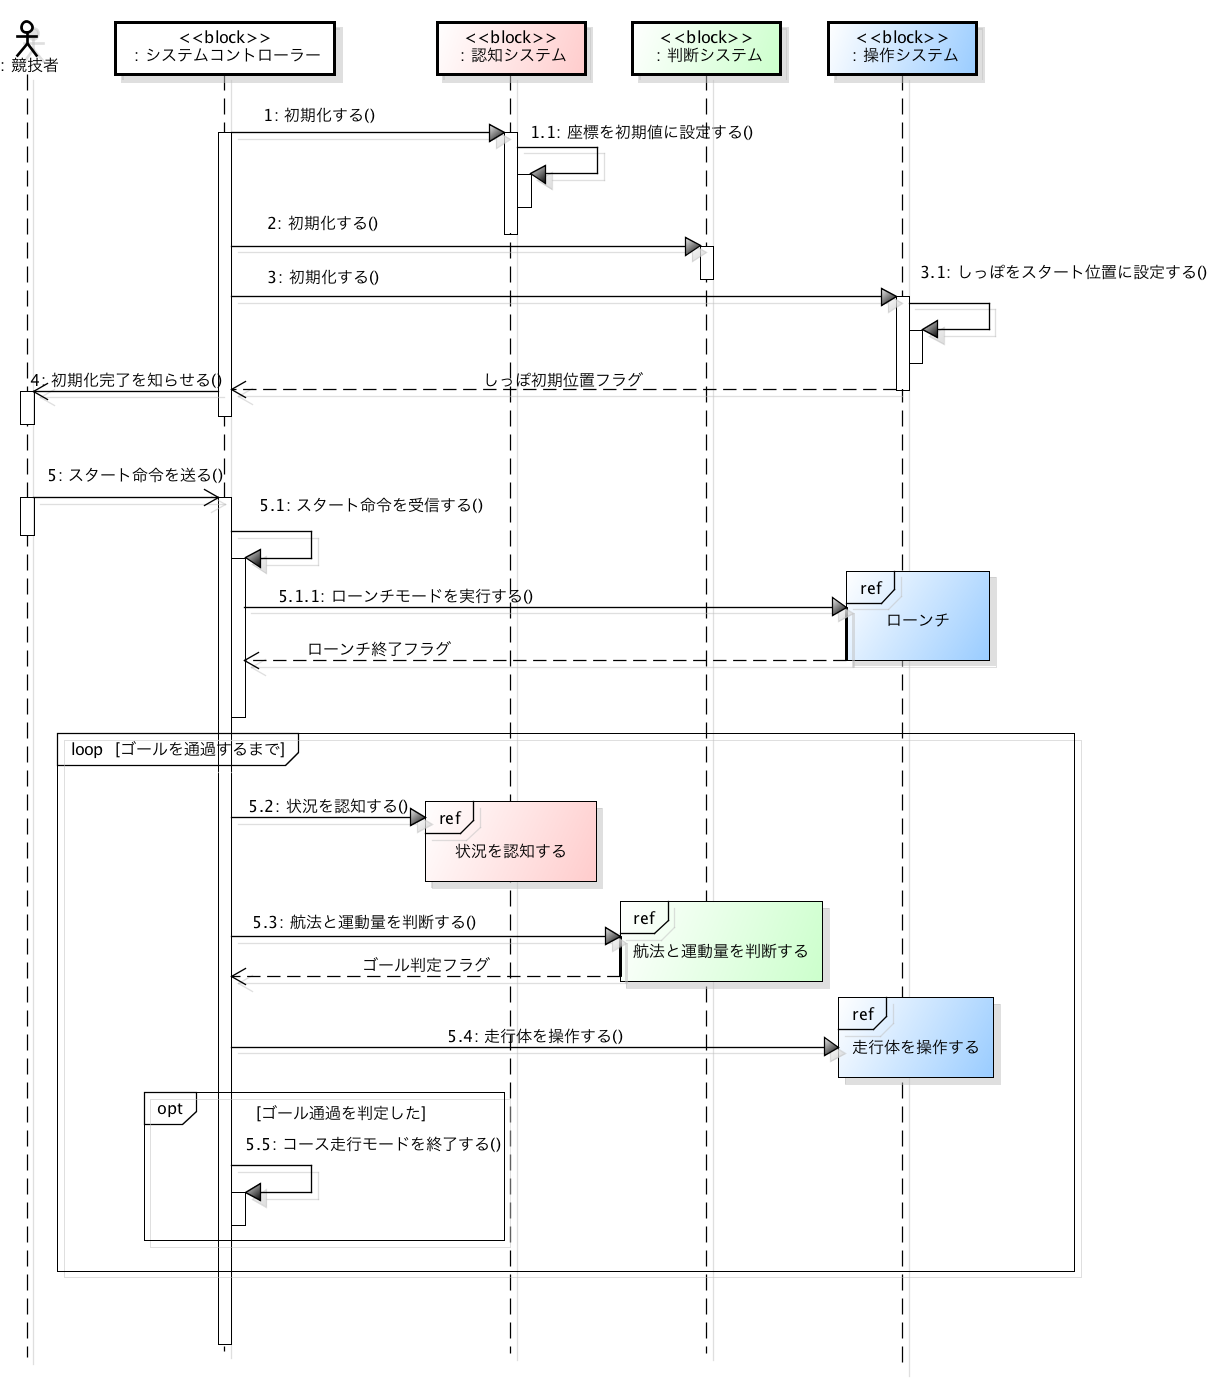 : 競技者
<<block>>
: システムコントローラー
<<block>>
: 認知システム
<<block>>
: 判断システム
<<block>>
: 操作システム
1: 初期化する()
1.1: 座標を初期値に設定する()
2: 初期化する()
3: 初期化する()
3.1: しっぽをスタート位置に設定する()
4: 初期化完了を知らせる()
しっぽ初期位置フラグ
5: スタート命令を送る()
5.1: スタート命令を受信する()
5.1.1: ローンチモードを実行する()
ref
ローンチ
ローンチ終了フラグ
loop [ゴールを通過するまで]
5.2: 状況を認知する()
ref
状況を認知する
5.3: 航法と運動量を判断する()
ref
航法と運動量を判断する
ゴール判定フラグ
5.4: 走行体を操作する()
ref
走行体を操作する
opt
[ゴール通過を判定した]
5.5: コース走行モードを終了する()